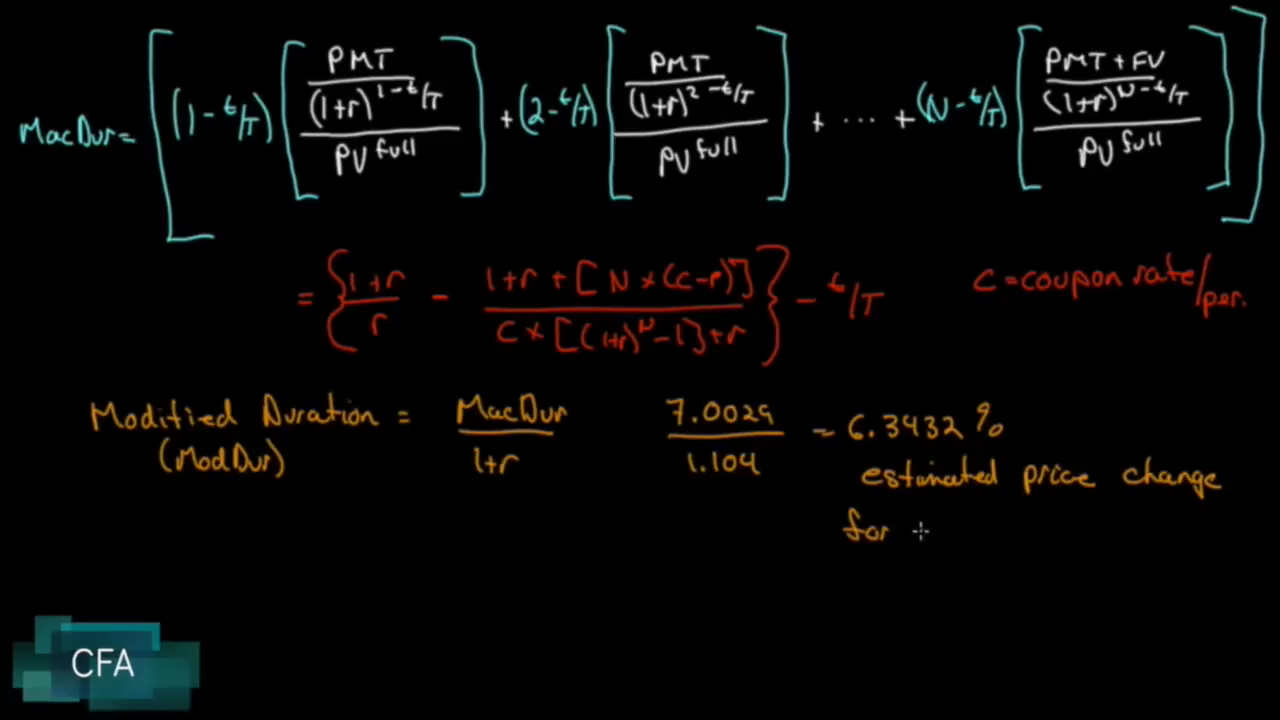 MacDur = [(1 - t/T) [PMT / (1+r)^1-t/T / PV^full] + (2 - t/T) [PMT / (1+r)^2-t/T / PV^full] + ... + (N - t/T) [PMT + FV / (1+r)^N-t/T / PV^full]]
= {1+r / r - 1+r + [N × (c-r)] / c × [(1+r)^N - 1] + r} - t/T c = coupon rate/per.
Modified Duration = MacDur / 1+r 7.0029 / 1.104 = 6.3432 %
(ModDur)
estimated price change
for
CFA